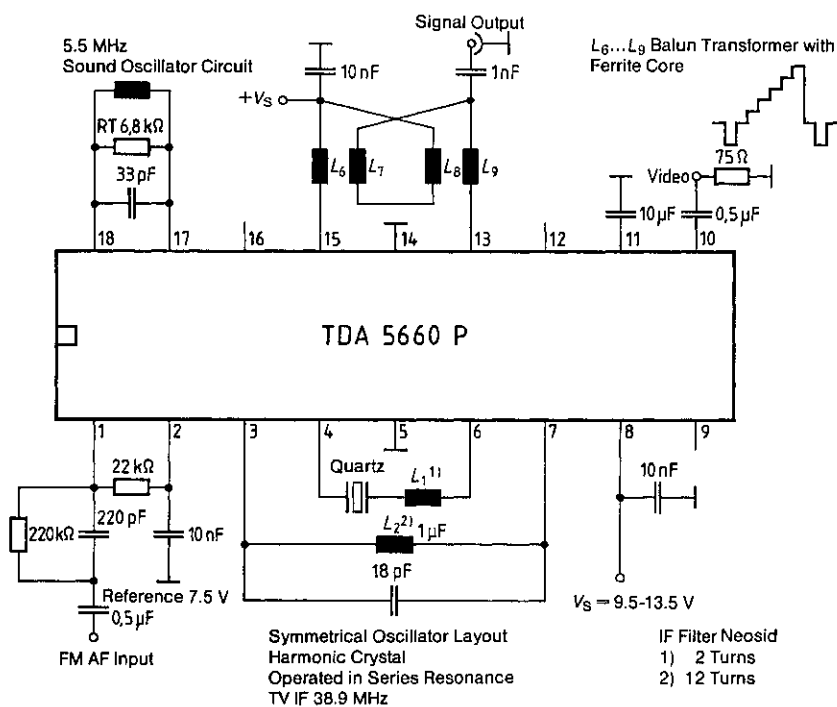 5.5 MHz
Sound Oscillator Circuit
Signal Output
L6...L9 Balun Transformer with
Ferrite Core
10 nF
1nF
+VS
RT 6,8 kΩ
33 pF
L6
L7
L8
L9
75 Ω
Video
10 µF
0,5 µF
18
17
16
15
14
13
12
11
10
TDA 5660 P
1
2
3
4
5
6
7
8
9
22 kΩ
Quartz
L1 1)
10 nF
220 kΩ
220 pF
10 nF
L2 2)
1 µF
18 pF
Reference 7.5 V
0,5 µF
VS = 9.5-13.5 V
FM AF Input
Symmetrical Oscillator Layout
Harmonic Crystal
Operated in Series Resonance
TV IF 38.9 MHz
IF Filter Neosid
1) 2 Turns
2) 12 Turns